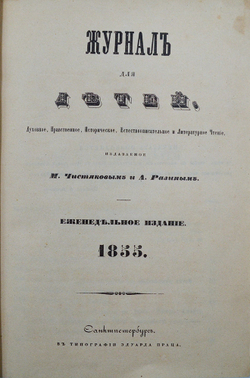 ЖУРНАЛЪ
ДЛЯ
ДѢТЕЙ,
Духовное, Нравственное, Историческое, Естествописательное и Литературное Чтеніе,
ИЗДАВАЕМОЕ
М. Чистяковымъ и А. Разинымъ.
ЕЖЕНЕДѢЛЬНОЕ ИЗДАНІЕ.
1855.
Санктпетербургъ.
ВЪ ТИПОГРАФІИ ЭДУАРДА ПРАЦА.